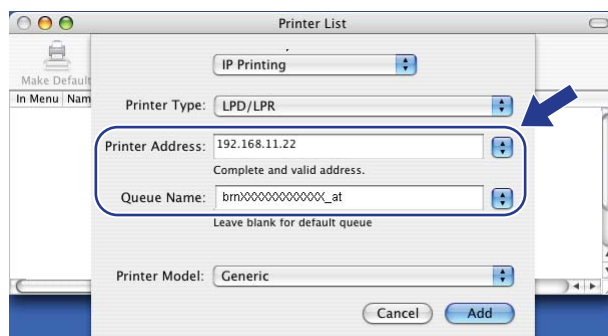 Printer List
IP Printing
Make Default
In Menu Nam
Printer Type: LPD/LPR
Printer Address: 192.168.11.22
Complete and valid address.
Queue Name: brnXXXXXXXXXXXX_at
Leave blank for default queue
Printer Model: Generic
Cancel Add